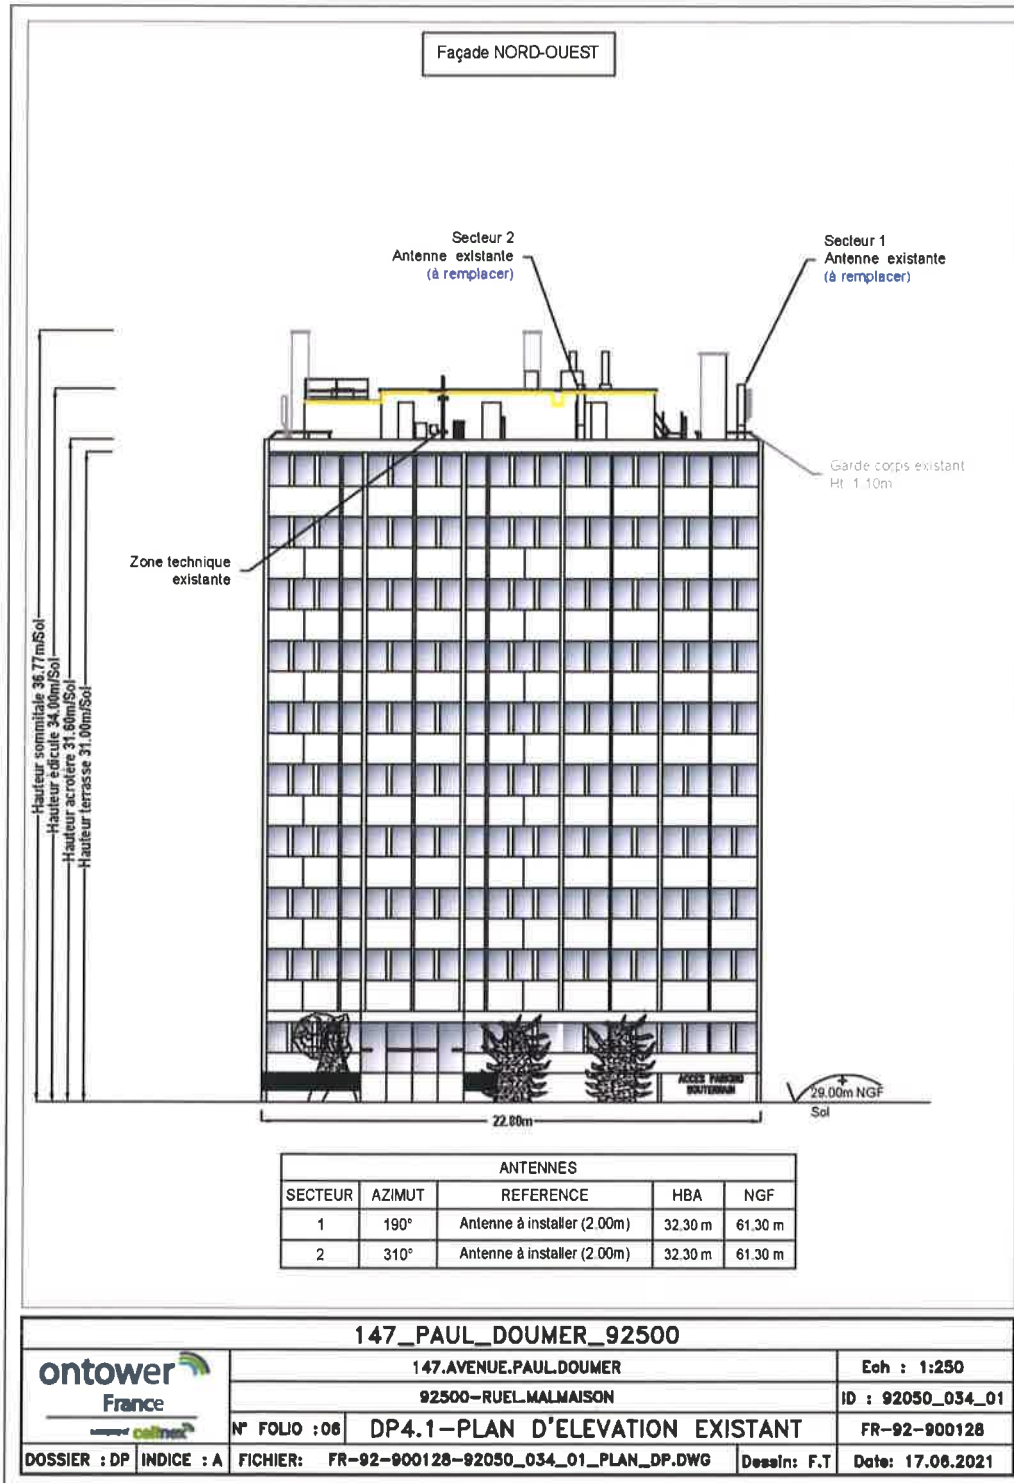 Façade NORD-OUEST
Secteur 2
Antenne existante
(à remplacer)
Secteur 1
Antenne existante
(à remplacer)
Garde corps existant
Ht. 1.10m
Zone technique
existante
Hauteur sommitale 36.77m/Sol
Hauteur édicule 34.00m/Sol
Hauteur acrotère 31.60m/Sol
Hauteur terrasse 31.00m/Sol
ACCES PARKING
SOUTERRAIN
29.00m NGF
Sol
22.80m
ANTENNES
SECTEUR AZIMUT REFERENCE HBA NGF
1 190° Antenne à installer (2.00m) 32.30 m 61.30 m
2 310° Antenne à installer (2.00m) 32.30 m 61.30 m
147_PAUL_DOUMER_92500
ontower
France
cellnex
147.AVENUE.PAUL.DOUMER
Ech : 1:250
92500-RUEL.MALMAISON
ID : 92050_034_01
N° FOLIO :06
DP4.1-PLAN D'ELEVATION EXISTANT
FR-92-900128
DOSSIER : DP
INDICE : A
FICHIER: FR-92-900128-92050_034_01_PLAN_DP.DWG
Dessin: F.T
Date: 17.06.2021